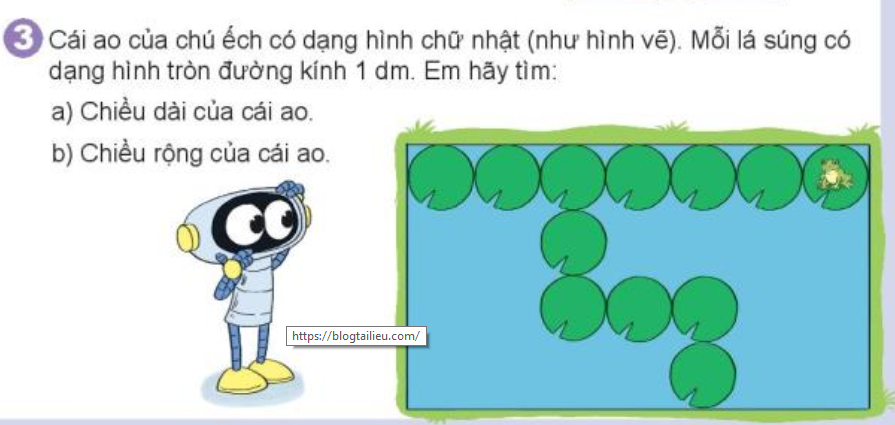 3 Cái ao của chú ếch có dạng hình chữ nhật (như hình vẽ). Mỗi lá súng có
dạng hình tròn đường kính 1 dm. Em hãy tìm:
a) Chiều dài của cái ao.
b) Chiều rộng của cái ao.
https://blogtailieu.com/